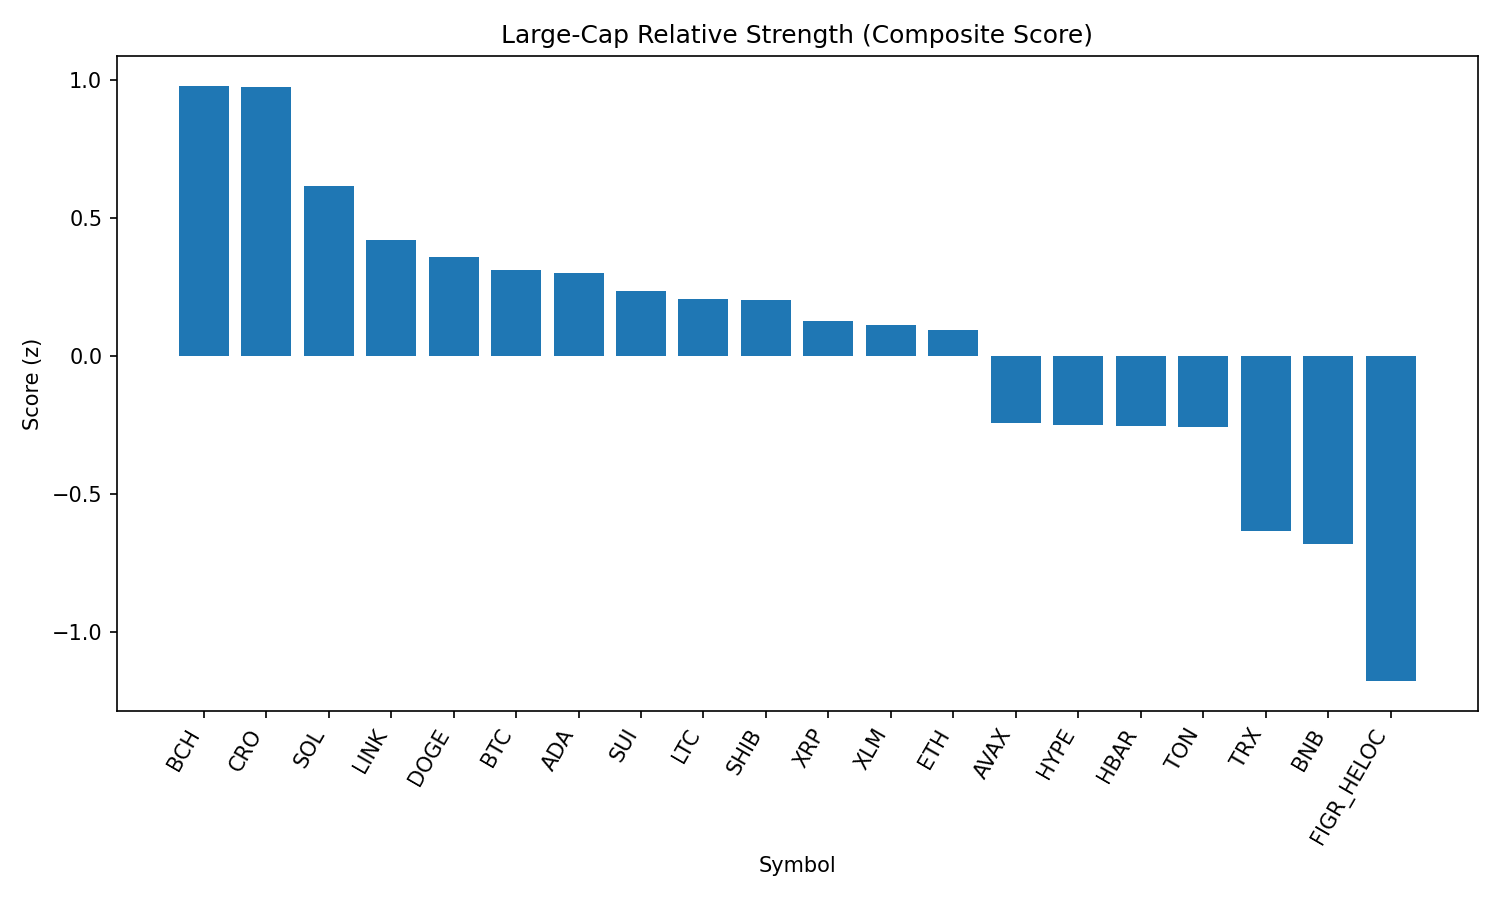 Large-Cap Relative Strength (Composite Score)
1.0
0.5
0.0
−0.5
−1.0
Score (z)
BCH
CRO
SOL
LINK
DOGE
BTC
ADA
SUI
LTC
SHIB
XRP
XLM
ETH
AVAX
HYPE
HBAR
TON
TRX
BNB
FIGR_HELOC
Symbol